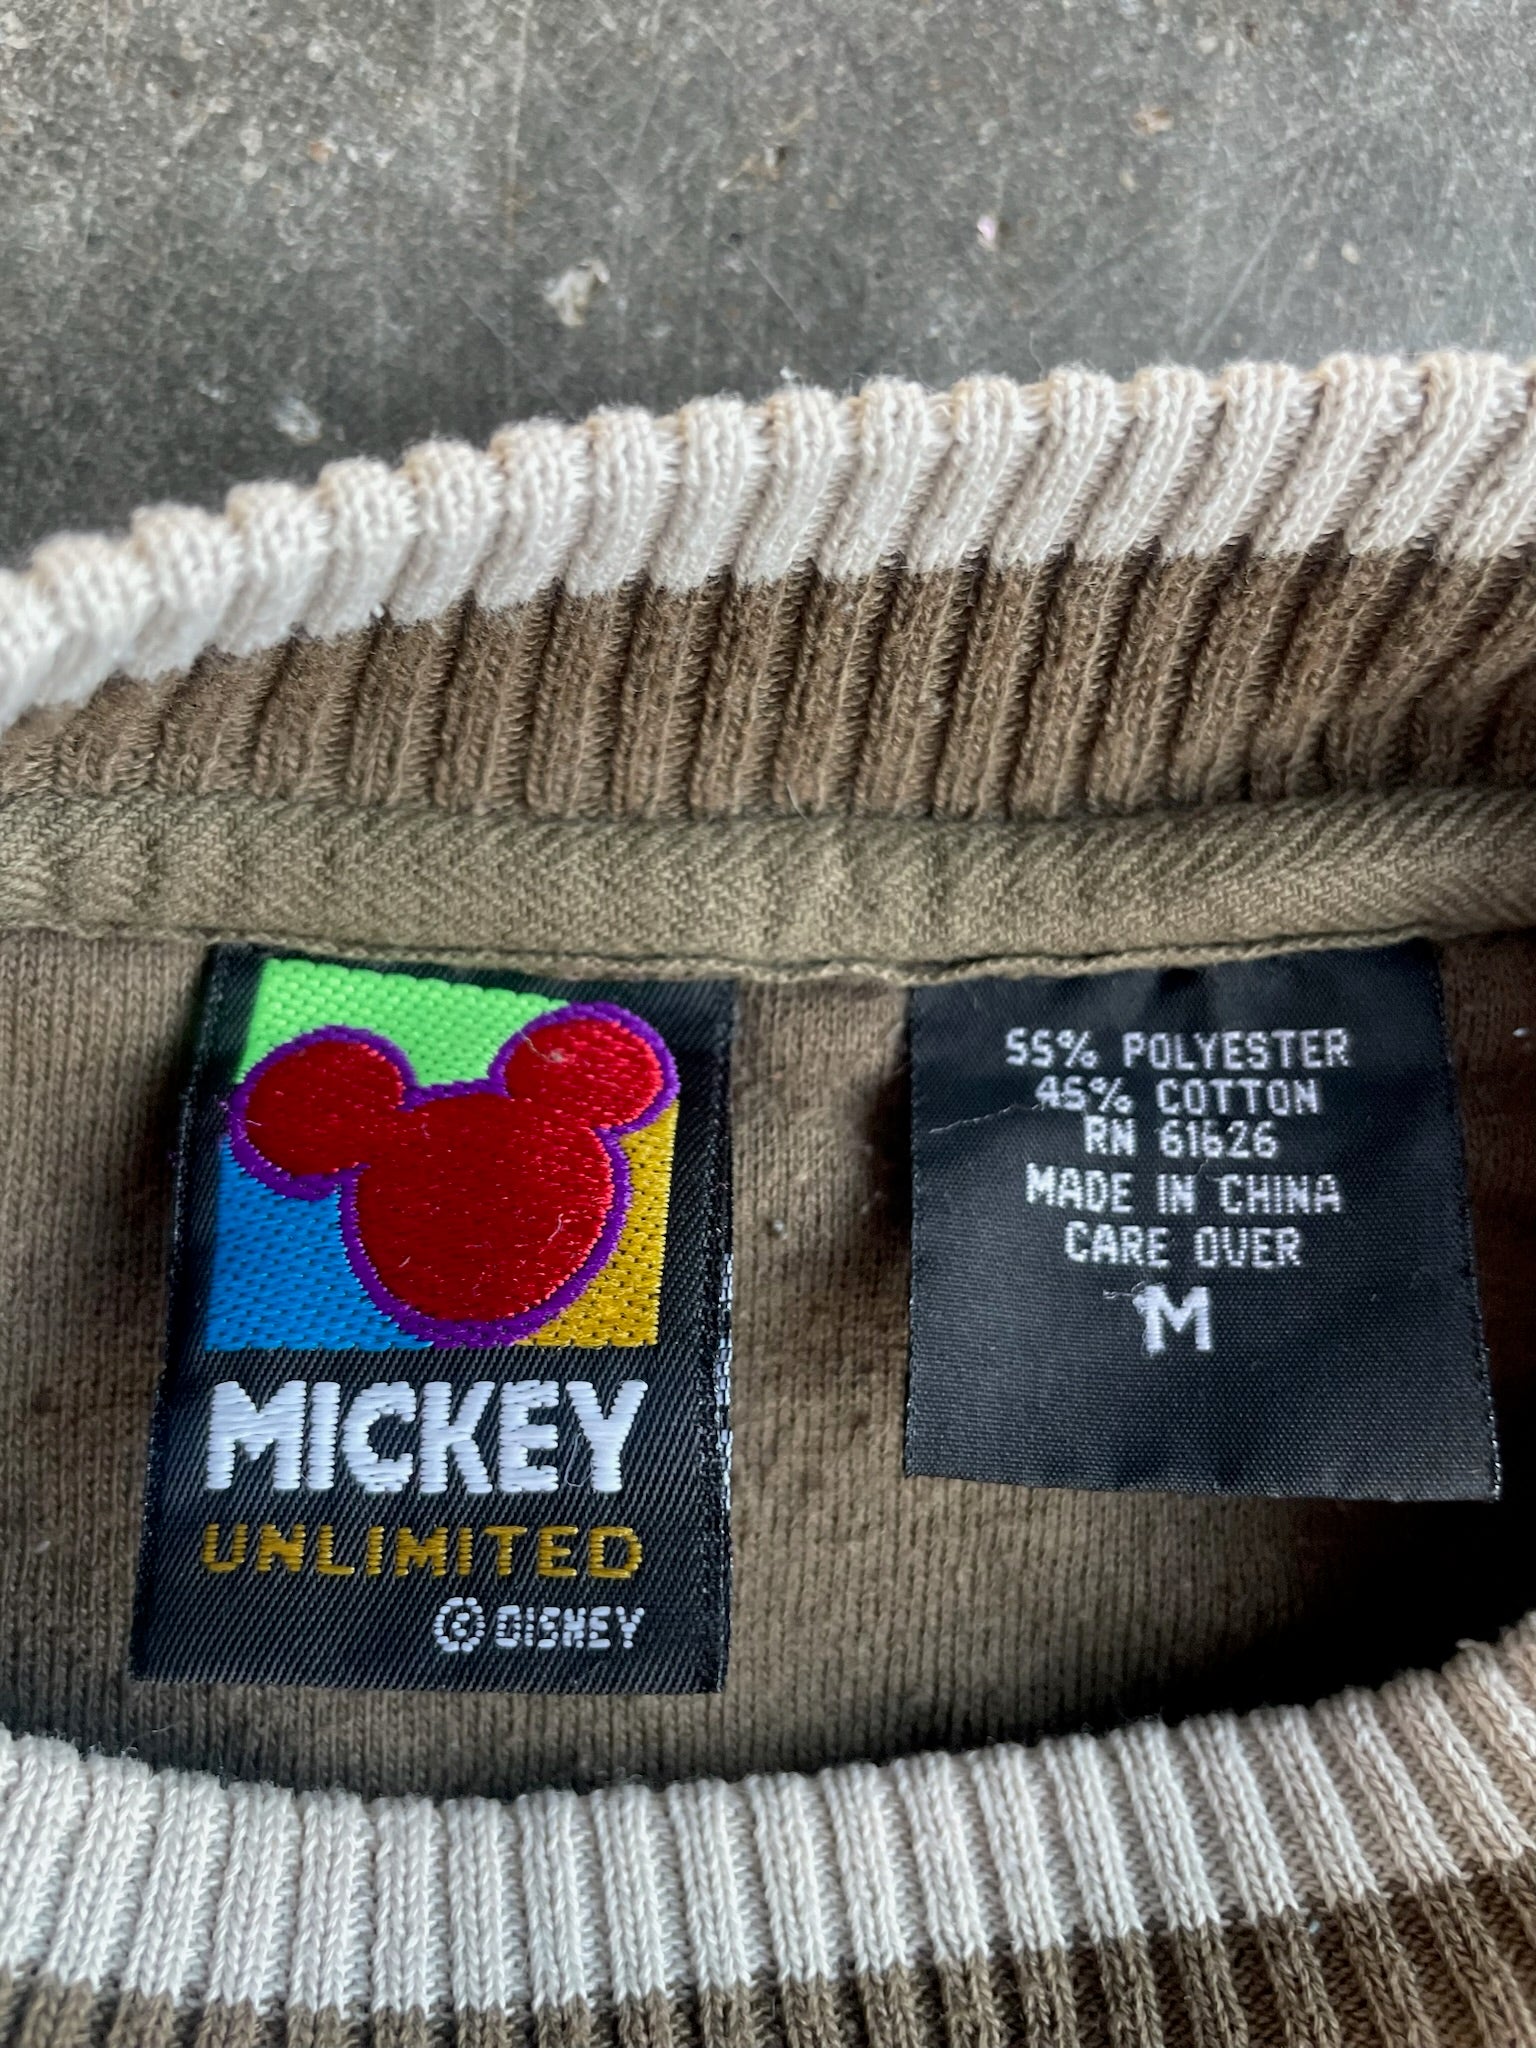 MICKEY
UNLIMITED
© DISNEY
55% POLYESTER
45% COTTON
RN 61626
MADE IN CHINA
CARE OVER
M